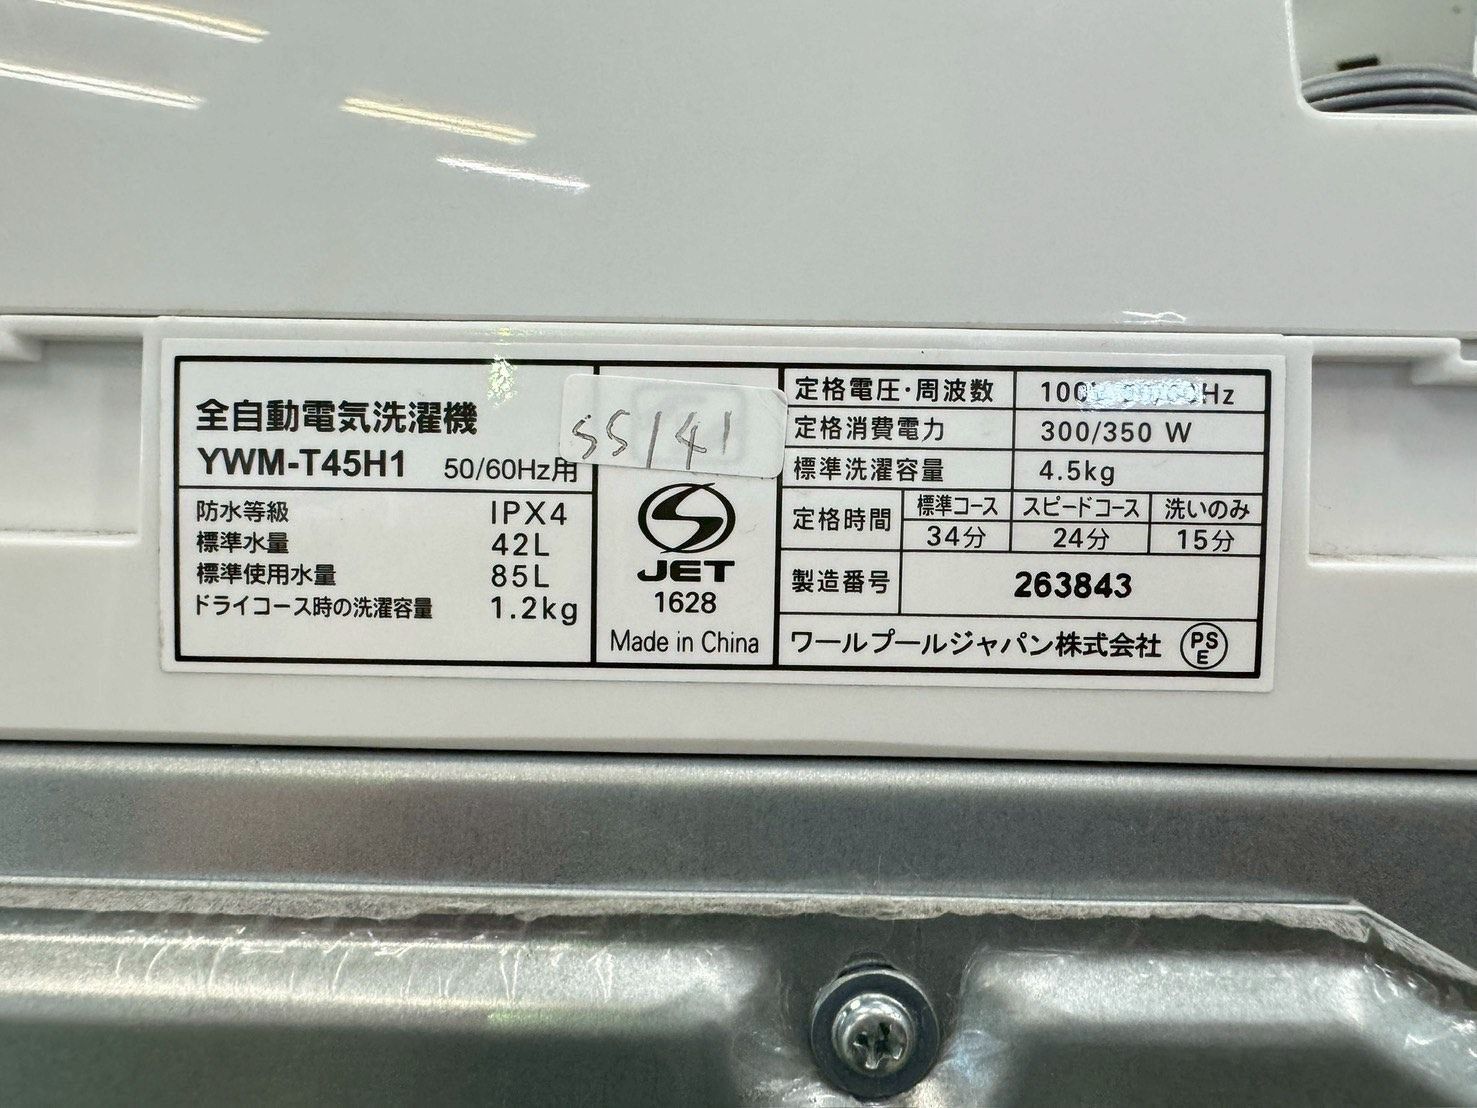 全自動電気洗濯機
YWM-T45H1 50/60Hz用
防水等級 IPX4
標準水量 42L
標準使用水量 85L
ドライコース時の洗濯容量 1.2kg
SS141
S
JET
1628
Made in China
定格電圧・周波数 100 Hz
定格消費電力 300/350 W
標準洗濯容量 4.5kg
定格時間 標準コース スピードコース 洗いのみ
34分 24分 15分
製造番号 263843
ワールプールジャパン株式会社 PSE